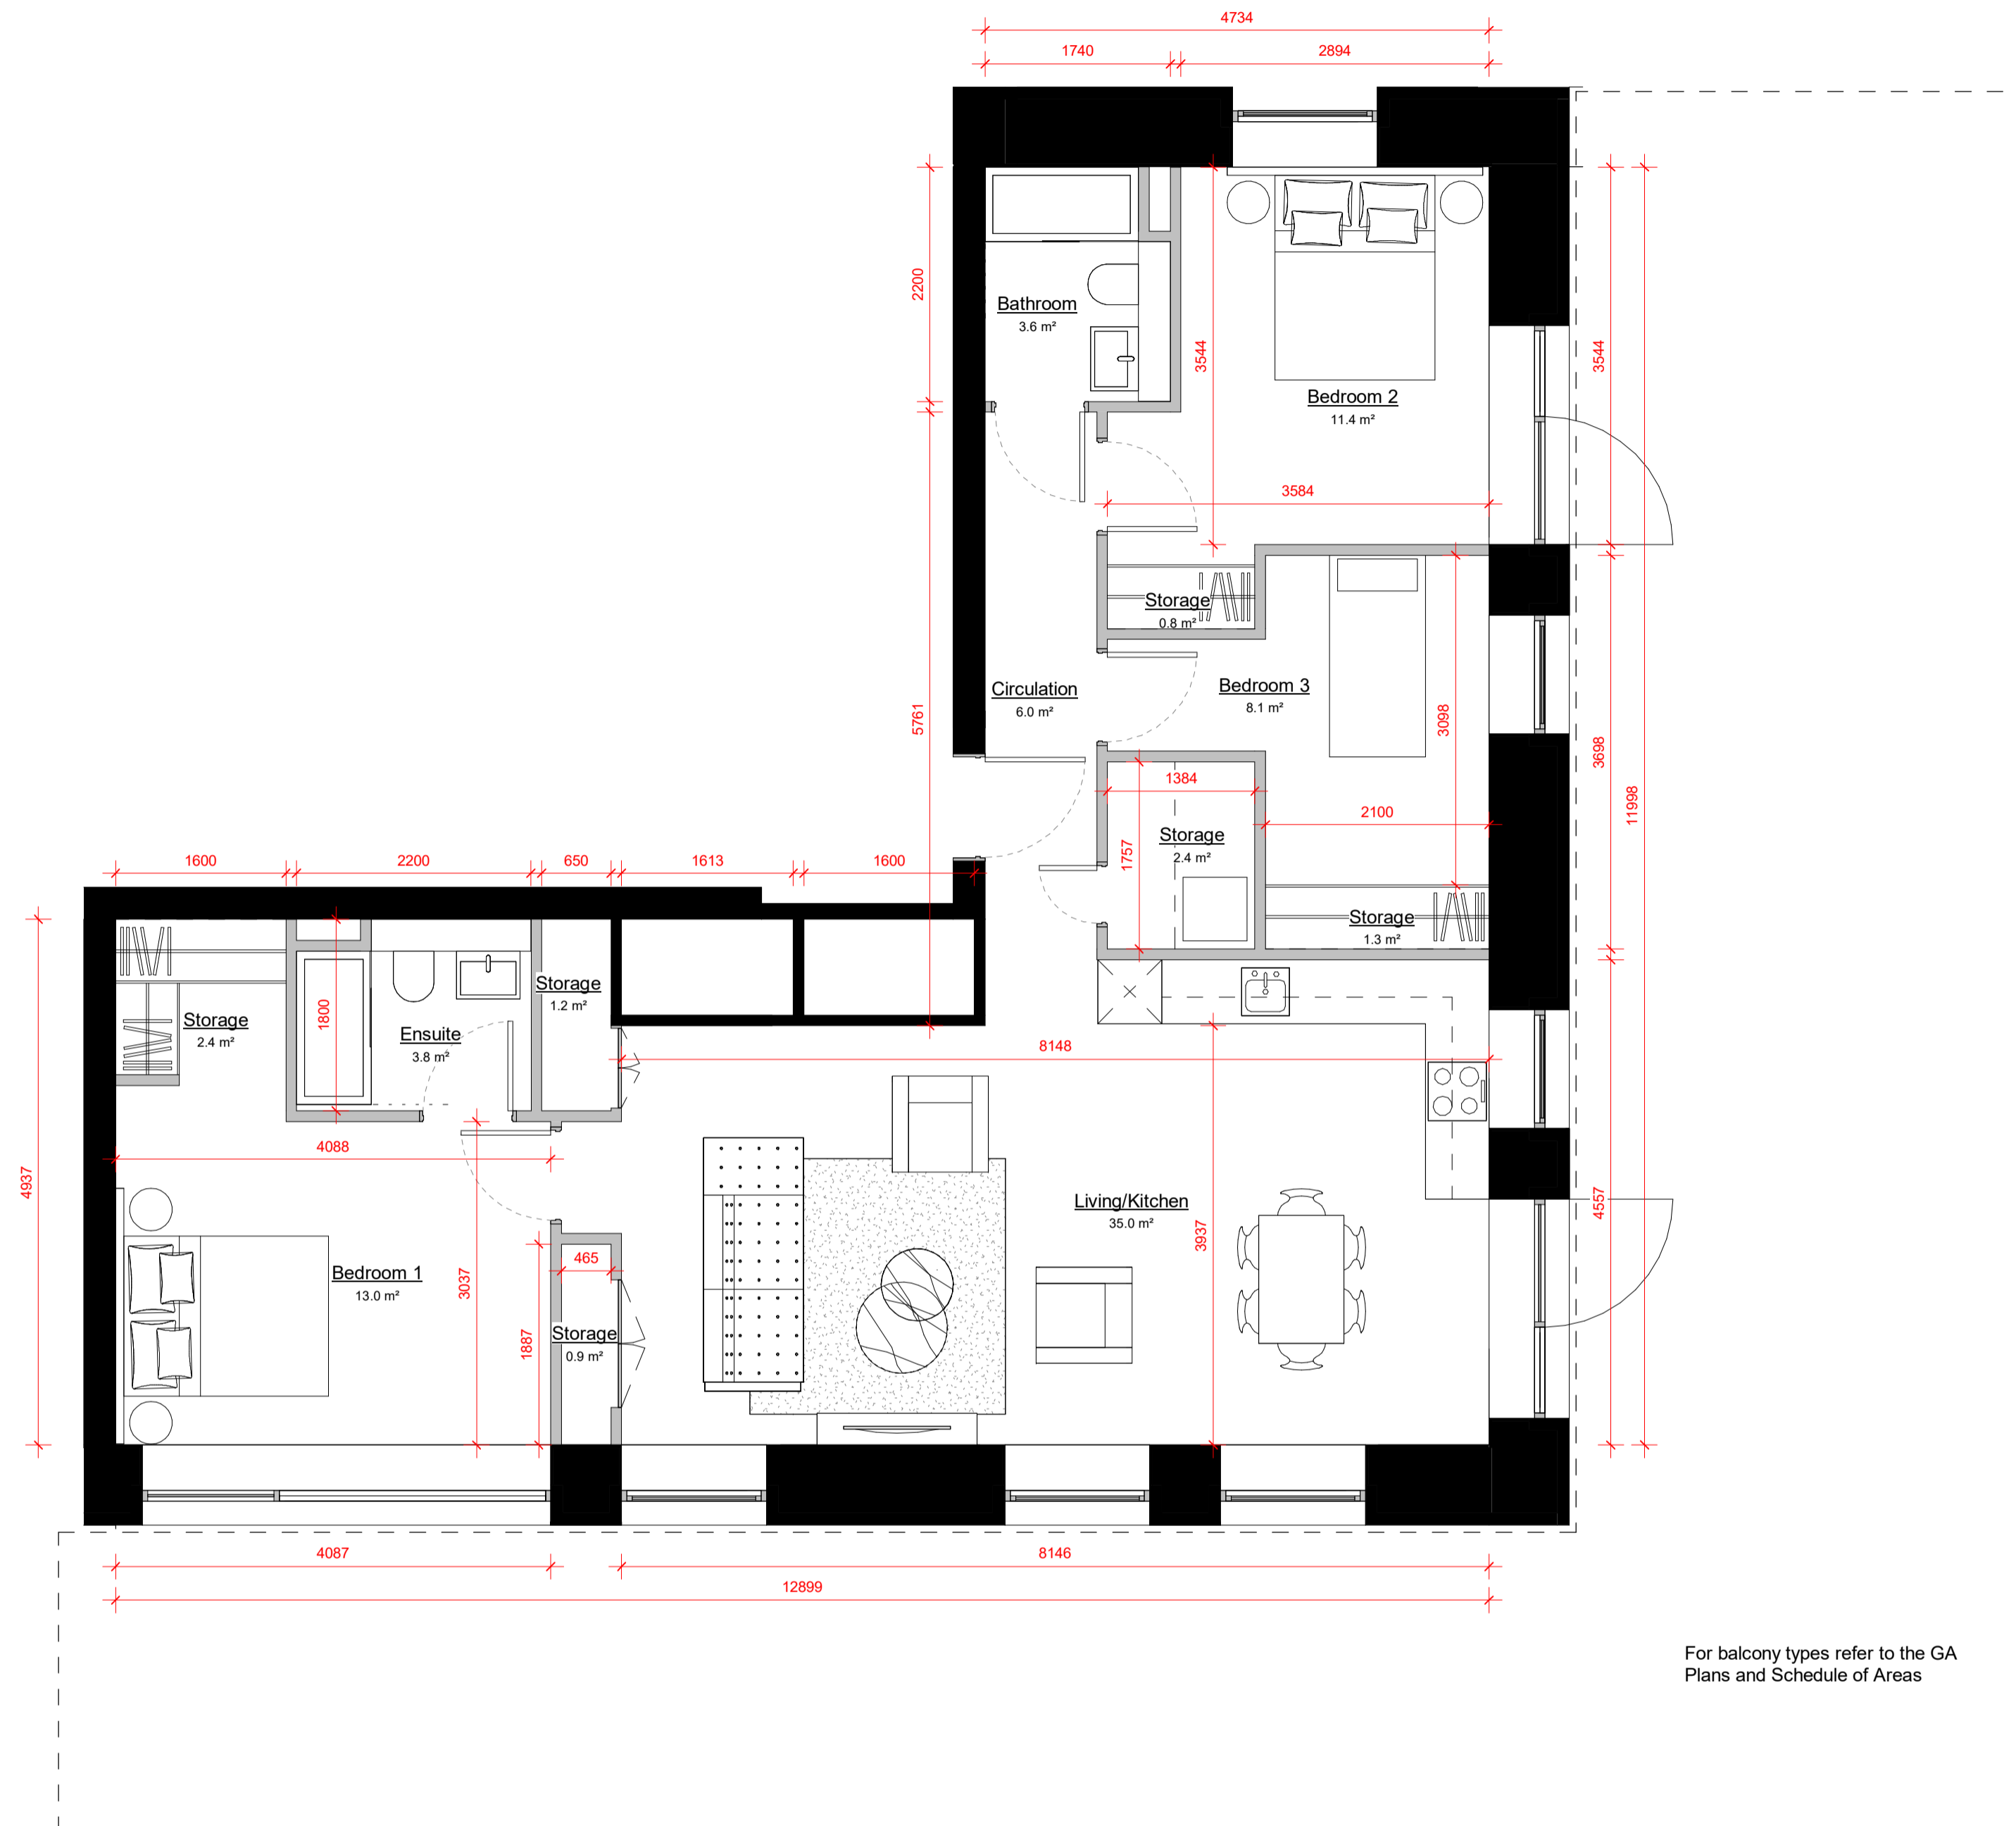 4734
1740
2894
2200
Bathroom
3.6 m²
3544
3544
Bedroom 2
11.4 m²
3584
Storage
0.8 m²
Circulation
6.0 m²
Bedroom 3
8.1 m²
5761
3098
3698
11998
1384
2100
Storage
2.4 m²
1757
1600
2200
650
1613
1600
Storage
1.3 m²
Storage
1.2 m²
Storage
2.4 m²
1800
Ensuite
3.8 m²
8148
4088
4937
Living/Kitchen
35.0 m²
3937
4557
465
Bedroom 1
13.0 m²
3037
1887
Storage
0.9 m²
4087
8146
12899
For balcony types refer to the GA
Plans and Schedule of Areas